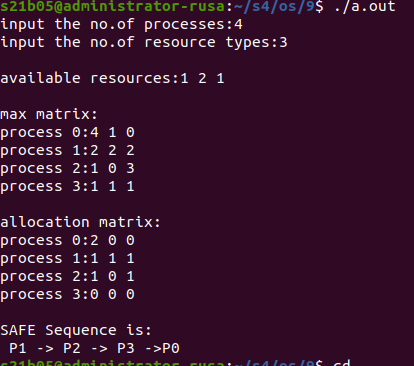 s21b05@administrator-rusa:~/s4/os/9$ ./a.out
input the no.of processes:4
input the no.of resource types:3
available resources:1 2 1
max matrix:
process 0:4 1 0
process 1:2 2 2
process 2:1 0 3
process 3:1 1 1
allocation matrix:
process 0:2 0 0
process 1:1 1 1
process 2:1 0 1
process 3:0 0 0
SAFE Sequence is:
P1 -> P2 -> P3 ->P0
s21b05@administrator-rusa:~/s4/os/9$ cd